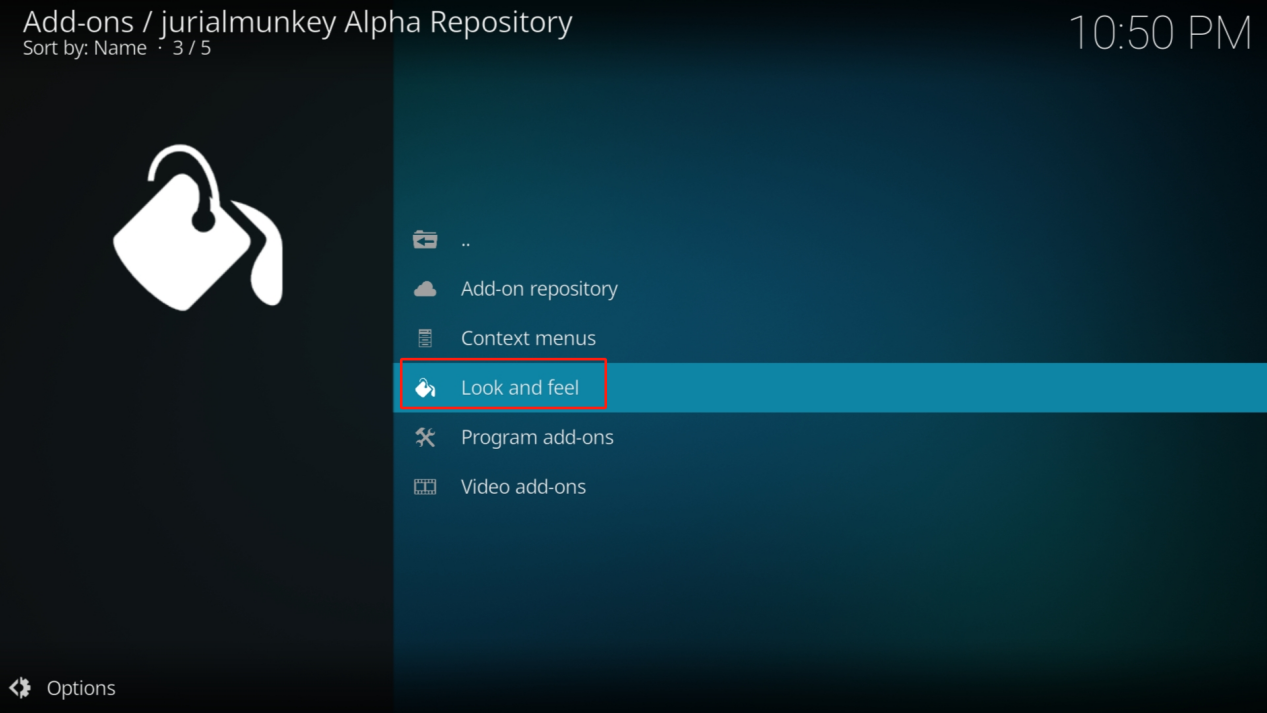 Add-ons / jurialmunkey Alpha Repository
Sort by: Name · 3 / 5
10:50 PM
..
Add-on repository
Context menus
Look and feel
Program add-ons
Video add-ons
Options